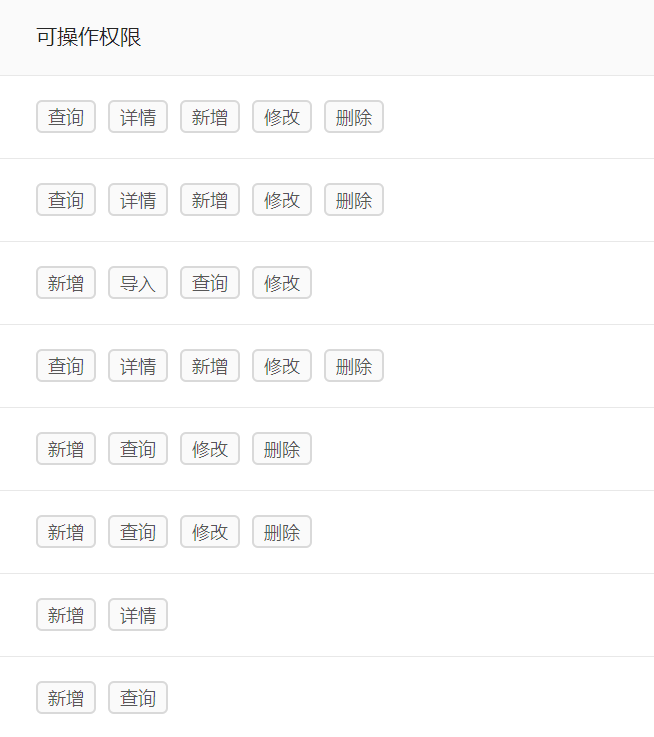 可操作权限
查询 详情 新增 修改 删除
查询 详情 新增 修改 删除
新增 导入 查询 修改
查询 详情 新增 修改 删除
新增 查询 修改 删除
新增 查询 修改 删除
新增 详情
新增 查询